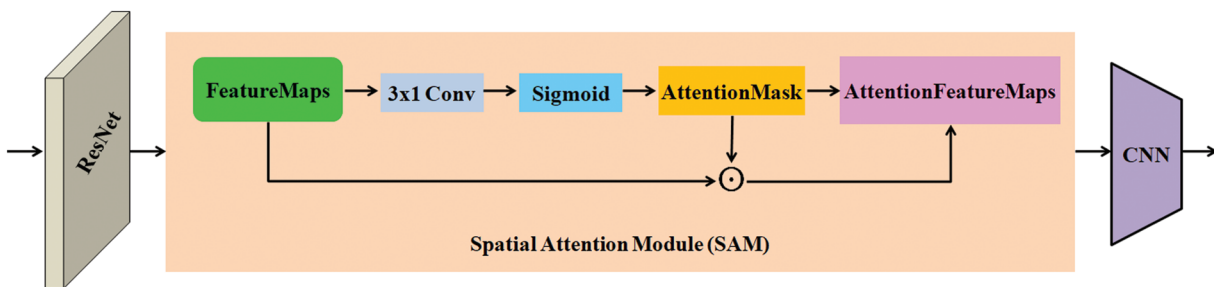 ResNet
FeatureMaps
3x1 Conv
Sigmoid
AttentionMask
AttentionFeatureMaps
CNN
Spatial Attention Module (SAM)